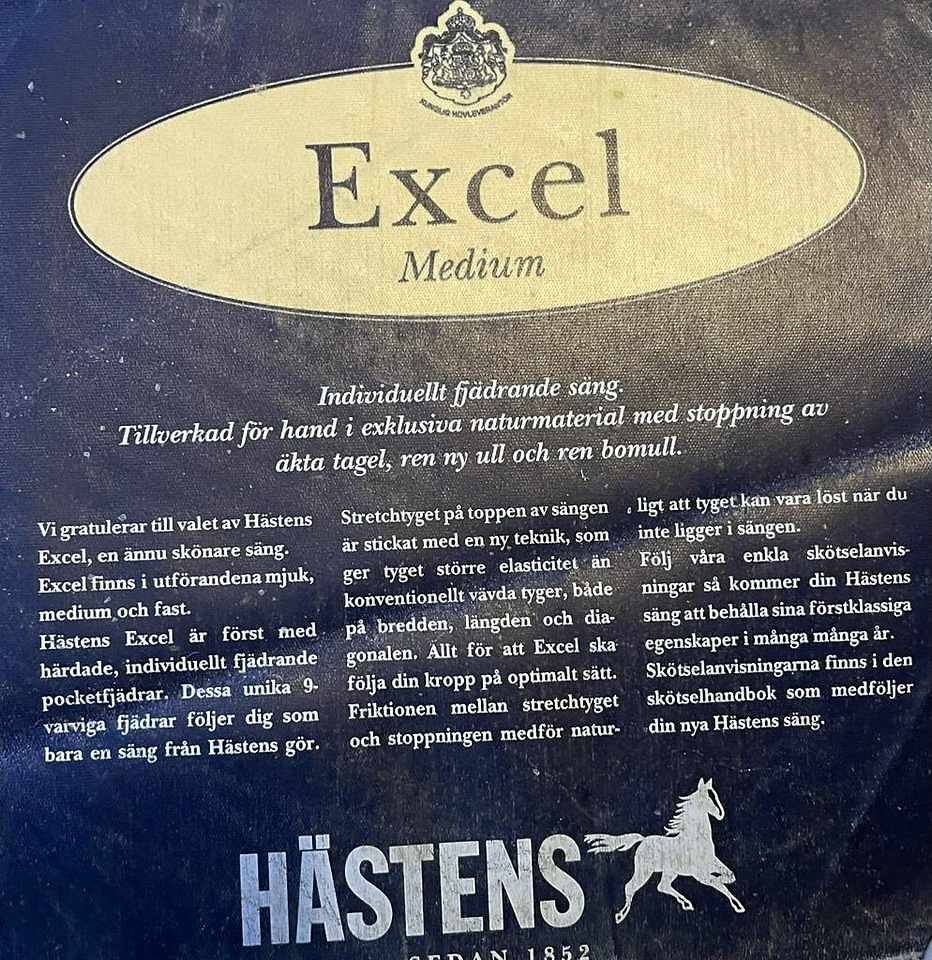 KUNGLIG HOVLEVERANTÖR
Excel
Medium
Individuellt fjädrande säng.
Tillverkad för hand i exklusiva naturmaterial med stoppning av
äkta tagel, ren ny ull och ren bomull.
Vi gratulerar till valet av Hästens
Excel, en ännu skönare säng.
Excel finns i utförandena mjuk,
medium och fast.
Hästens Excel är först med
härdade, individuellt fjädrande
pocketfjädrar. Dessa unika 9-
varviga fjädrar följer dig som
bara en säng från Hästens gör.
Stretchtyget på toppen av sängen
är stickat med en ny teknik, som
ger tyget större elasticitet än
konventionellt vävda tyger, både
på bredden, längden och dia-
gonalen. Allt för att Excel ska
följa din kropp på optimalt sätt.
Friktionen mellan stretchtyget
och stoppningen medför natur-
ligt att tyget kan vara löst när du
inte ligger i sängen.
Följ våra enkla skötselanvis-
ningar så kommer din Hästens
säng att behålla sina förstklassiga
egenskaper i många många år.
Skötselanvisningarna finns i den
skötselhandbok som medföljer
din nya Hästens säng.
HÄSTENS
SEDAN 1852